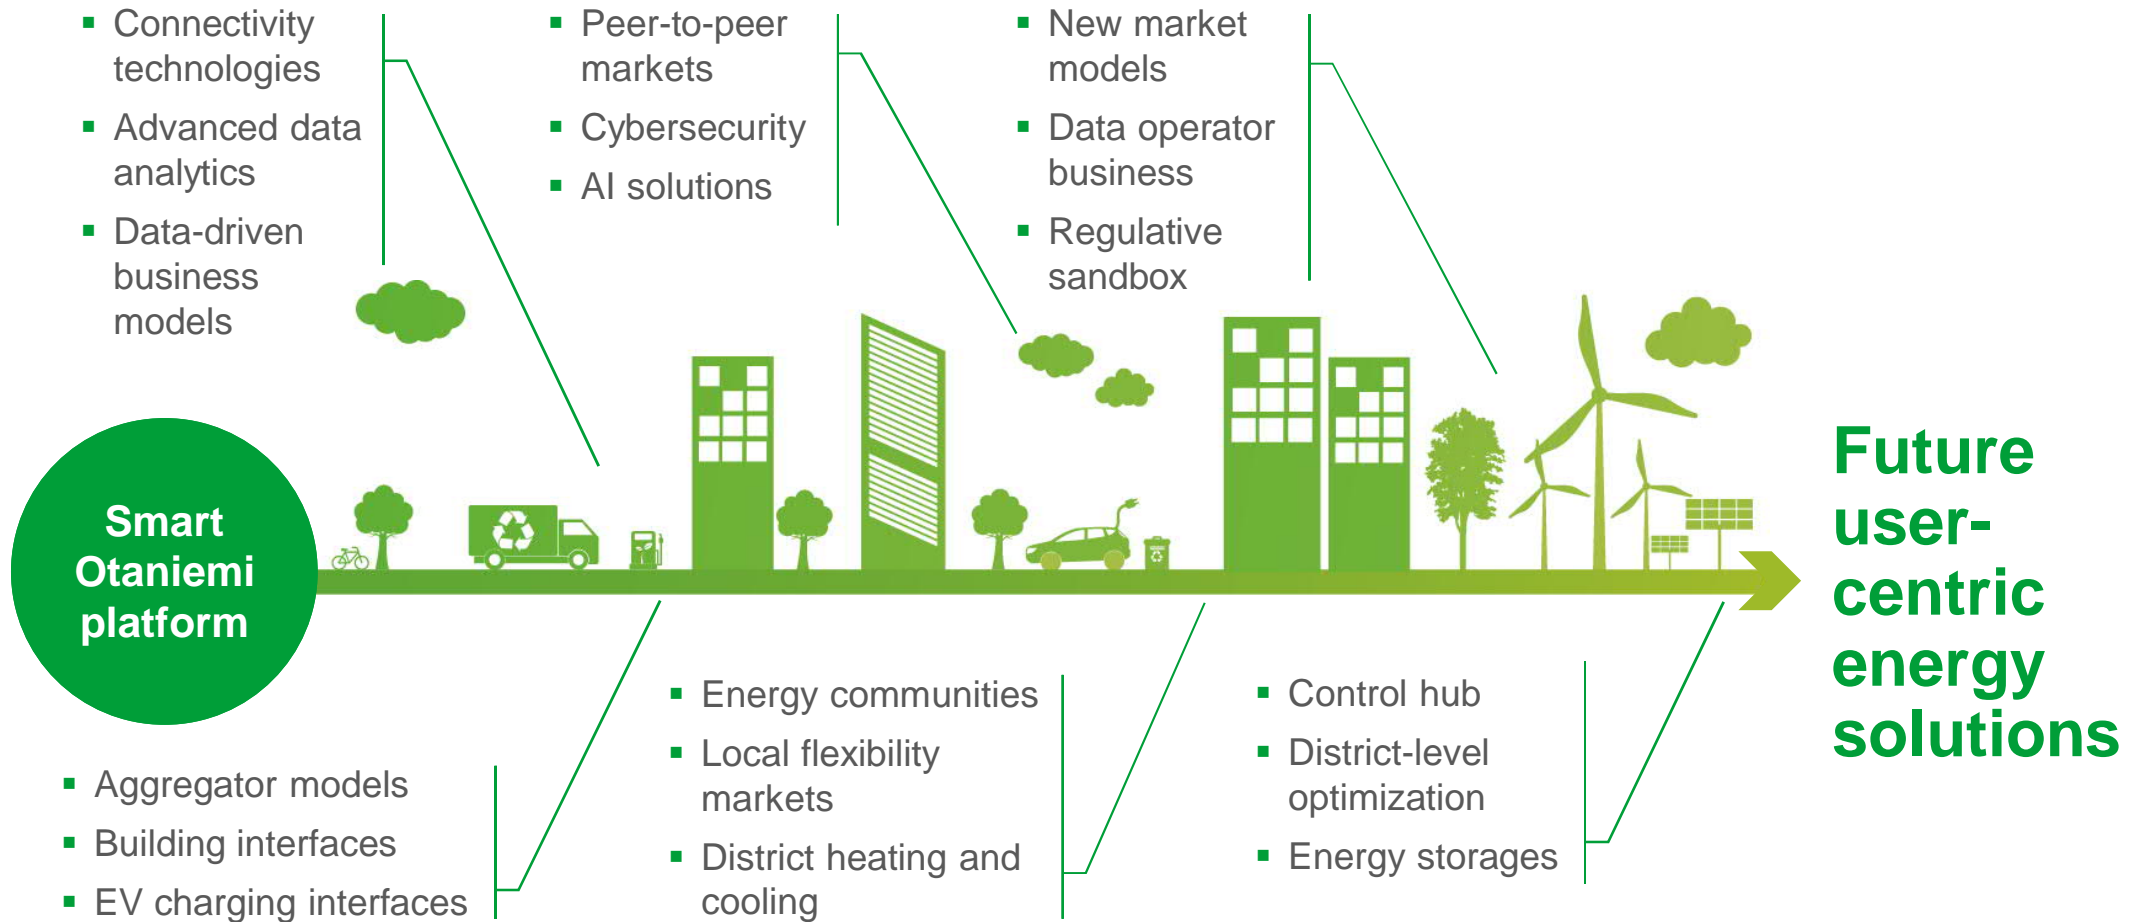 Connectivity
technologies
Advanced data
analytics
Data-driven
business
models
Peer-to-peer
markets
Cybersecurity
AI solutions
New market
models
Data operator
business
Regulative
sandbox
Smart
Otaniemi
platform
Future
user-
centric
energy
solutions
Aggregator models
Building interfaces
EV charging interfaces
Energy communities
Local flexibility
markets
District heating and
cooling
Control hub
District-level
optimization
Energy storages